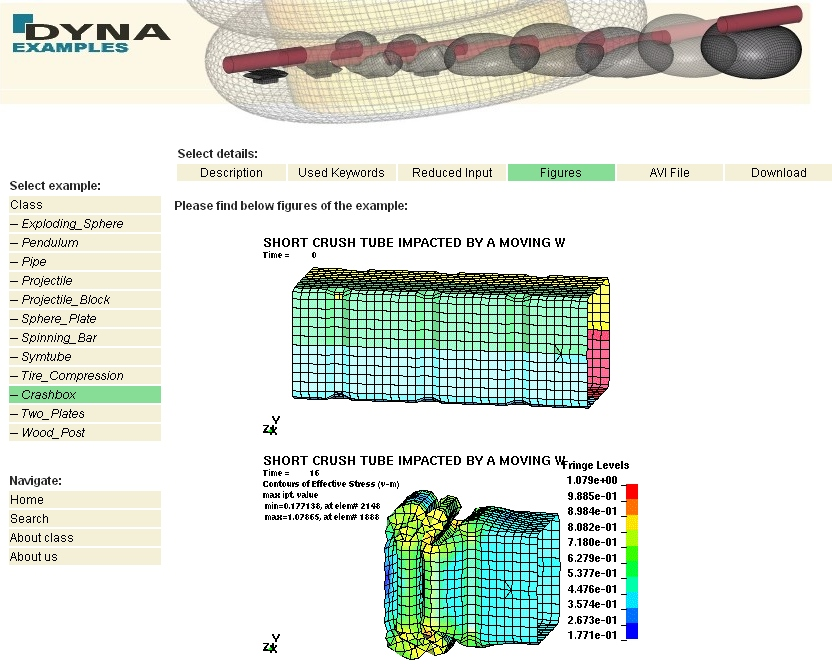 DYNA
EXAMPLES
Select details:
Description
Used Keywords
Reduced Input
Figures
AVI File
Download
Select example:
Class
– Exploding_Sphere
– Pendulum
– Pipe
– Projectile
– Projectile_Block
– Sphere_Plate
– Spinning_Bar
– Symtube
– Tire_Compression
– Crashbox
– Two_Plates
– Wood_Post
Navigate:
Home
Search
About class
About us
Please find below figures of the example:
SHORT CRUSH TUBE IMPACTED BY A MOVING W
Time = 0
Y
Z X
SHORT CRUSH TUBE IMPACTED BY A MOVING W
Time = 16
Contours of Effective Stress (v-m)
max ipt. value
min=0.177138, at elem# 2148
max=1.07865, at elem# 1868
Fringe Levels
1.079e+00
9.885e-01
8.984e-01
8.082e-01
7.180e-01
6.279e-01
5.377e-01
4.476e-01
3.574e-01
2.673e-01
1.771e-01
Y
Z X